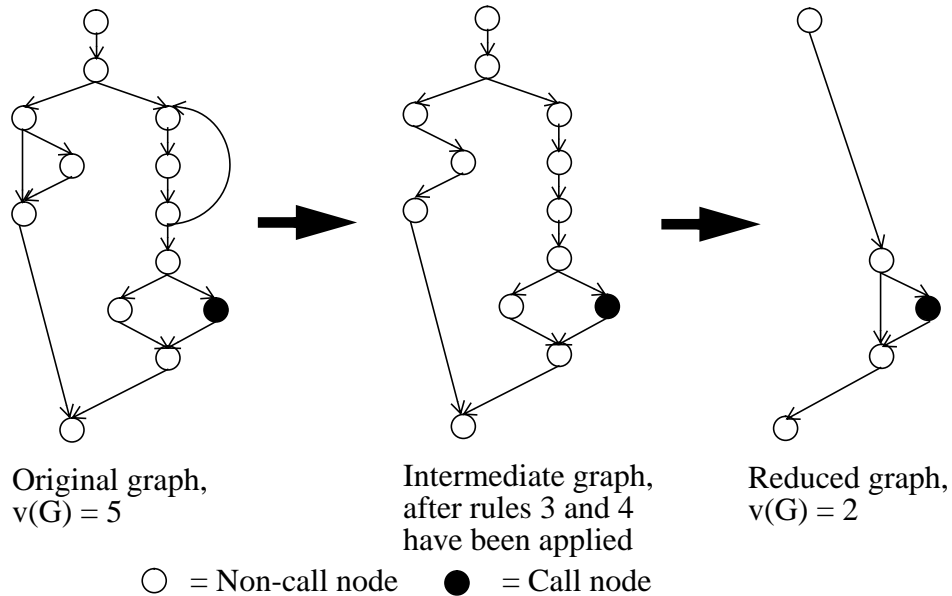 Original graph,
v(G) = 5
Intermediate graph,
after rules 3 and 4
have been applied
Reduced graph,
v(G) = 2
= Non-call node
= Call node